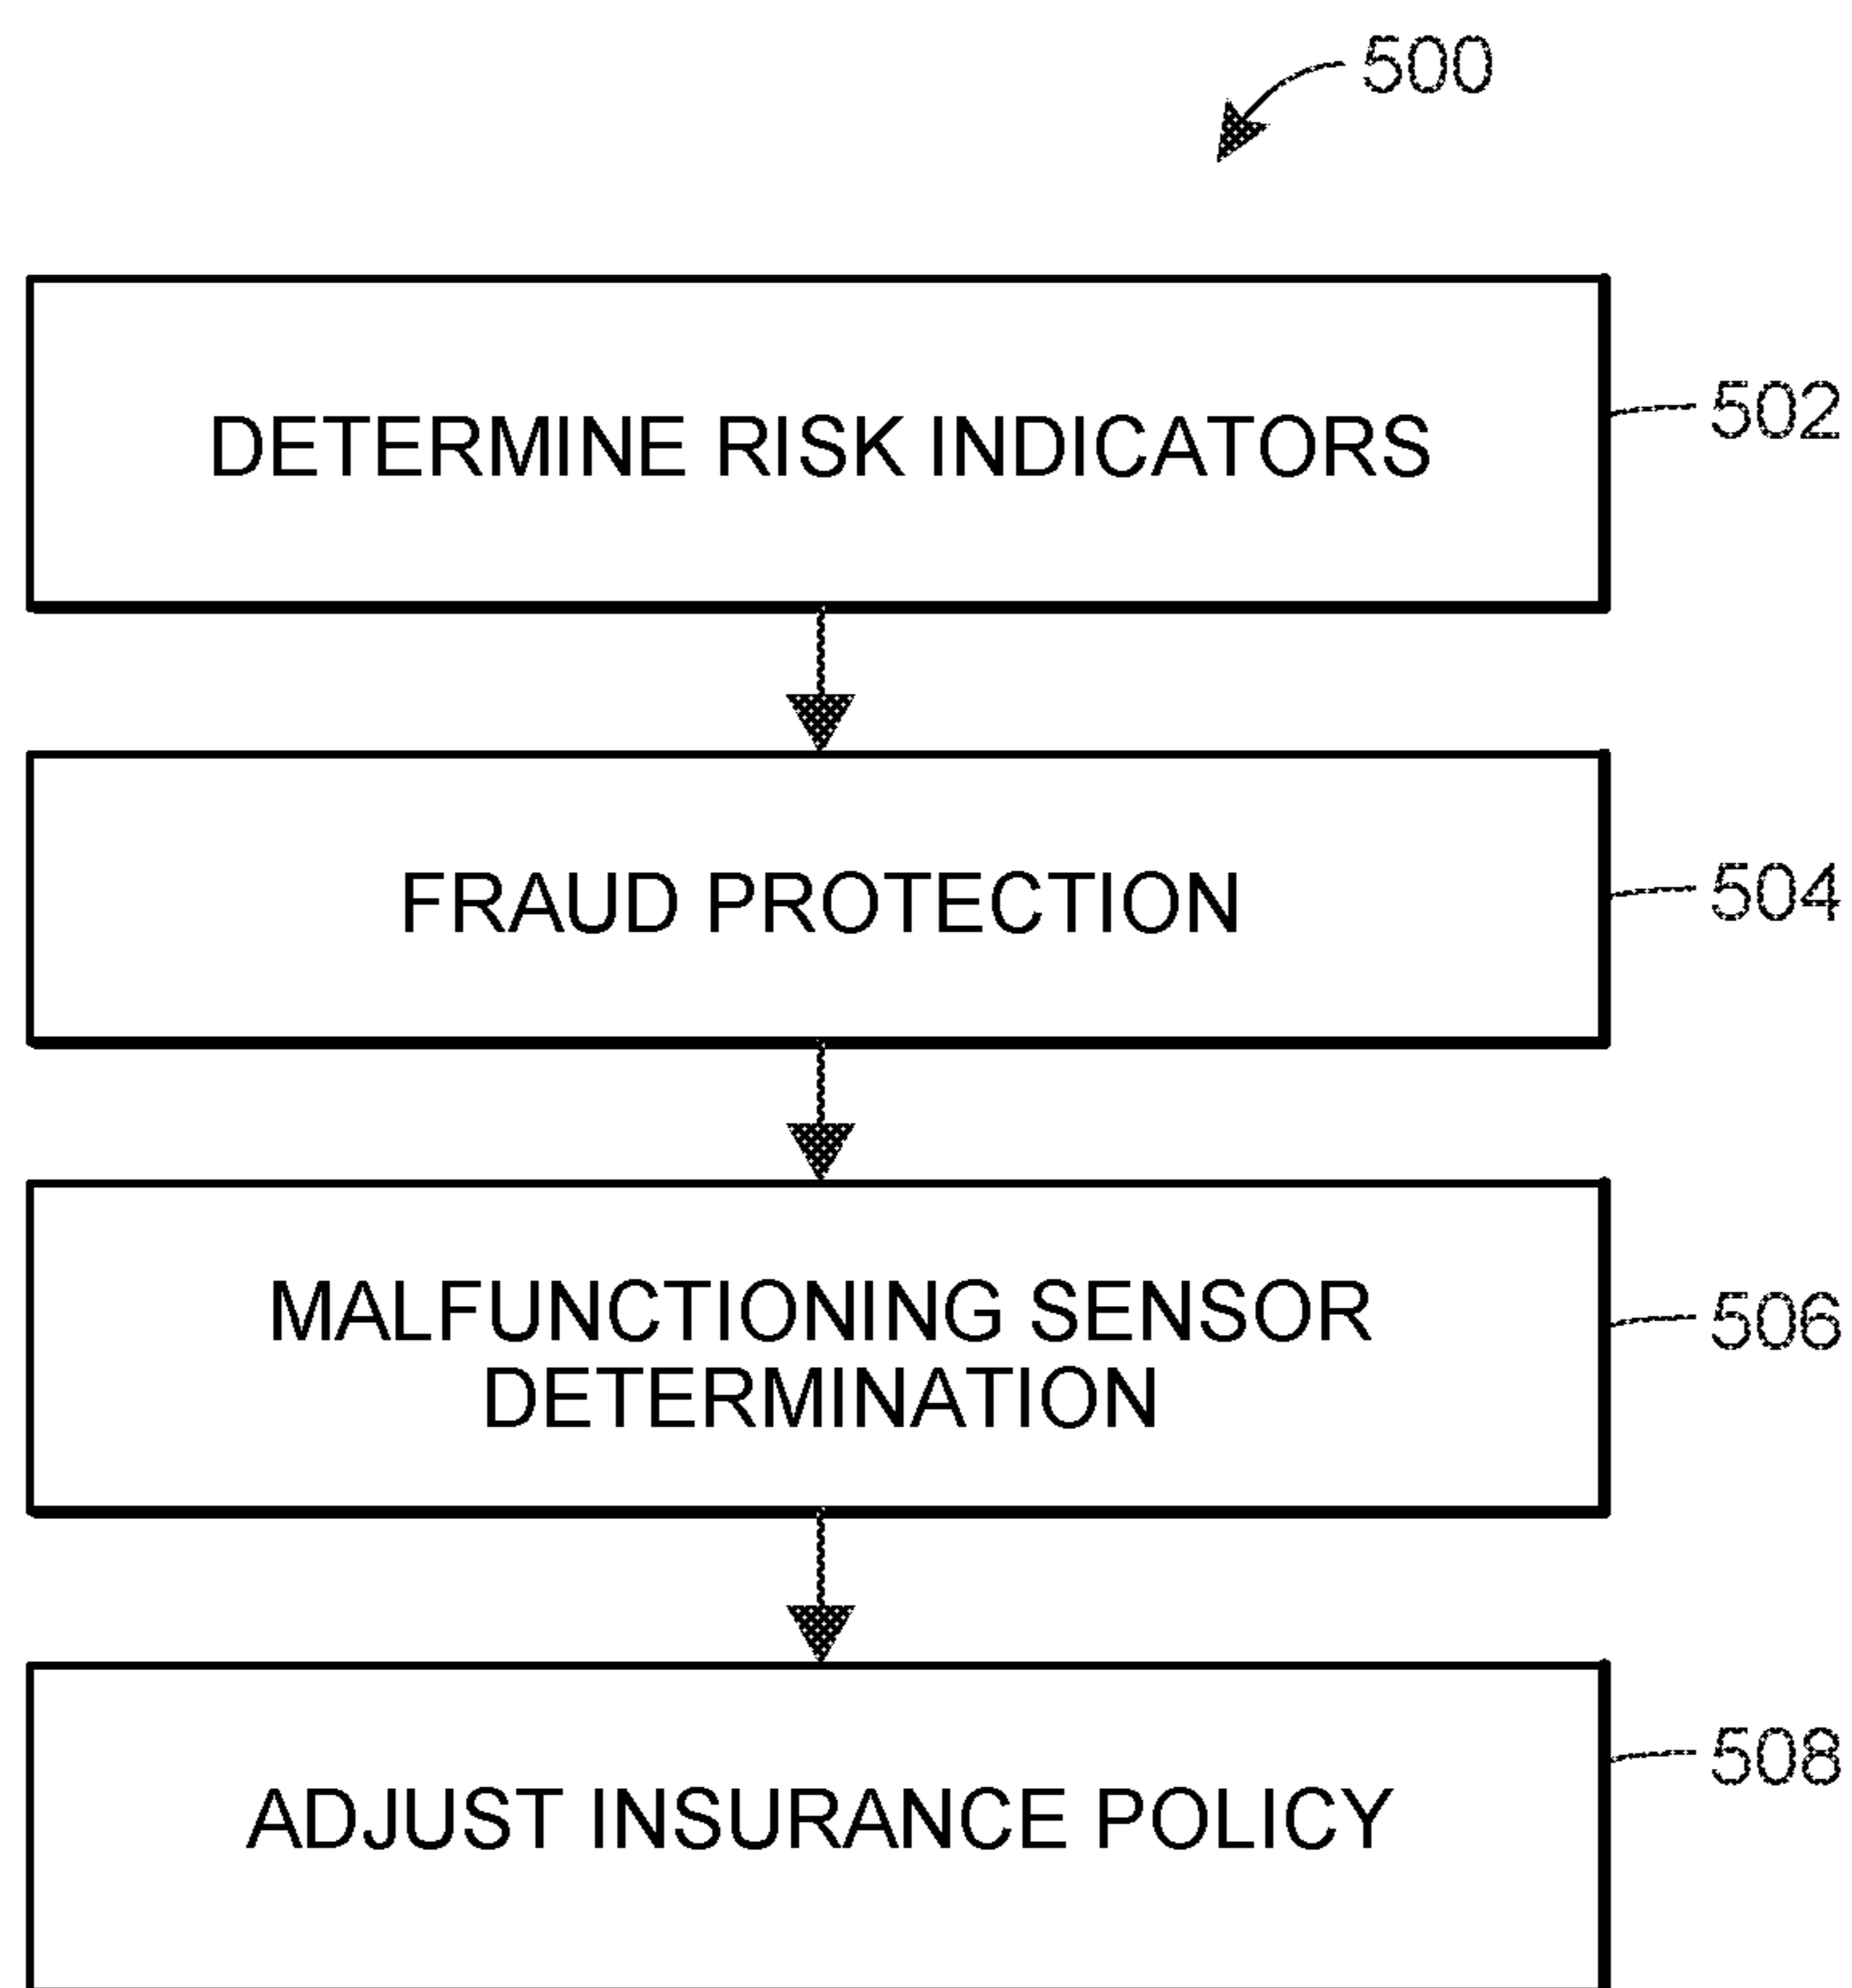 500
DETERMINE RISK INDICATORS
502
FRAUD PROTECTION
504
MALFUNCTIONING SENSOR
DETERMINATION
506
ADJUST INSURANCE POLICY
508